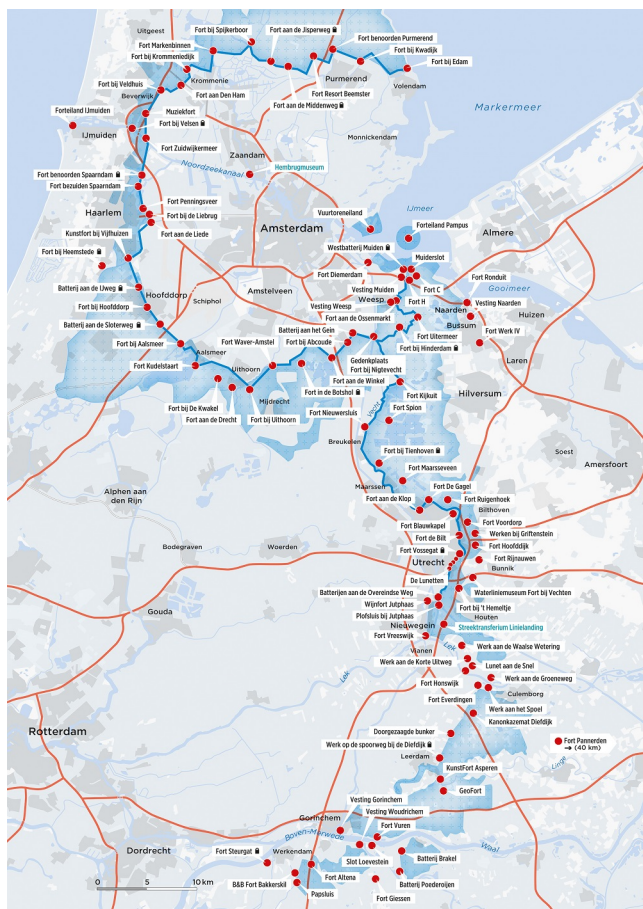 Uitgeest
Fort bij Spijkerboor
Fort aan de Jisperweg
Fort benoorden Purmerend
Fort Markenbinnen
Fort bij Kwadijk
Fort bij Krommeniedijk
Fort bij Edam
Krommenie
Purmerend
Fort bij Veldhuis
Fort Resort Beemster
Volendam
Beverwijk
Fort aan Den Ham
Fort aan de Middenweg
Forteiland IJmuiden
Muziekfort
Markermeer
IJmuiden
Fort bij Velsen
Monnickendam
Fort Zuidwijkermeer
Zaandam
Noordzeekanaal
Hembrugmuseum
Fort benoorden Spaarndam
Fort bezuiden Spaarndam
Fort Penningsveer
IJmeer
Haarlem
Fort bij de Liebrug
Vuurtoreneiland
Forteiland Pampus
Amsterdam
Almere
Kunstfort bij Vijfhuizen
Fort aan de Liede
Westbatterij Muiden
Muiderslot
Fort bij Heemstede
Fort Diemerdam
Fort Ronduit
Batterij aan de IJweg
Gooimeer
Hoofddorp
Schiphol
Amstelveen
Vesting Muiden
Fort C
Weesp
Fort H
Vesting Naarden
Fort bij Hoofddorp
Vesting Weesp
Naarden
Huizen
Batterij aan de Sloterweg
Fort aan de Ossenmarkt
Bussum
Batterij aan het Gein
Fort Uitermeer
Fort Werk IV
Fort bij Aalsmeer
Fort Waver-Amstel
Fort bij Abcoude
Fort bij Hinderdam
Aalsmeer
Laren
Fort Kudelstaart
Uithoorn
Gedenkplaats
Fort bij Nigtevecht
Fort aan de Winkel
Mijdrecht
Fort in de Botshol
Fort Kijkuit
Hilversum
Fort bij De Kwakel
Fort Nieuwersluis
Vecht
Fort Spion
Fort aan de Drecht
Fort bij Uithoorn
Breukelen
Soest
Fort bij Tienhoven
Amersfoort
Fort Maarsseveen
Maarssen
Fort De Gagel
Alphen aan
den Rijn
Fort aan de Klop
Fort Ruigenhoek
Bilthoven
Fort Blauwkapel
Fort Voordorp
Fort de Bilt
Werken bij Griftenstein
Bodegraven
Woerden
Fort Vossegat
Fort Hoofddijk
Utrecht
Fort Rijnauwen
Bunnik
De Lunetten
Batterijen aan de Overeindse Weg
Waterliniemuseum Fort bij Vechten
Gouda
Wijnfort Jutphaas
Fort bij 't Hemeltje
Plofsluis bij Jutphaas
Houten
Nieuwegein
Streektransferium Linielanding
Fort Vreeswijk
Vianen
Lek
Werk aan de Waalse Wetering
Werk aan de Korte Uitweg
Lunet aan de Snel
Lek
Werk aan de Groeneweg
Fort Honswijk
Culemborg
Fort Everdingen
Werk aan het Spoel
Kanonkazemat Diefdijk
Rotterdam
Doorgezaagde bunker
Fort Pannerden
→ (40 km)
Werk op de spoorweg bij de Diefdijk
Leerdam
Linge
KunstFort Asperen
GeoFort
Vesting Gorinchem
Vesting Woudrichem
Gorinchem
Fort Vuren
Boven-Merwede
Waal
Dordrecht
Werkendam
Fort Steurgat
Slot Loevestein
Batterij Brakel
Fort Altena
Batterij Poederoijen
0 5 10 km
B&B Fort Bakkerskil
Papsluis
Fort Giessen